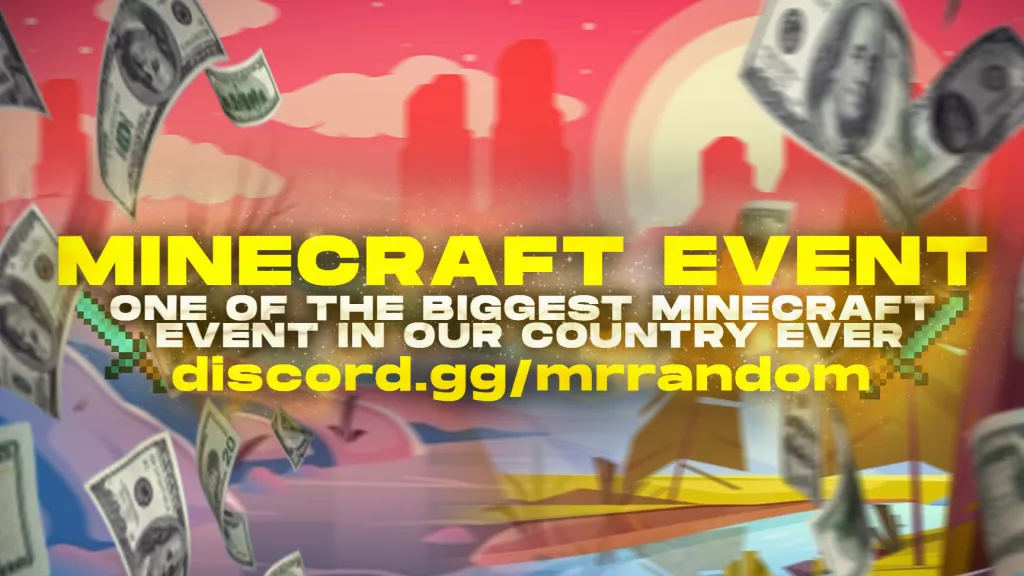 MINECRAFT EVENT
ONE OF THE BIGGEST MINECRAFT
EVENT IN OUR COUNTRY EVER
discord.gg/mrrandom